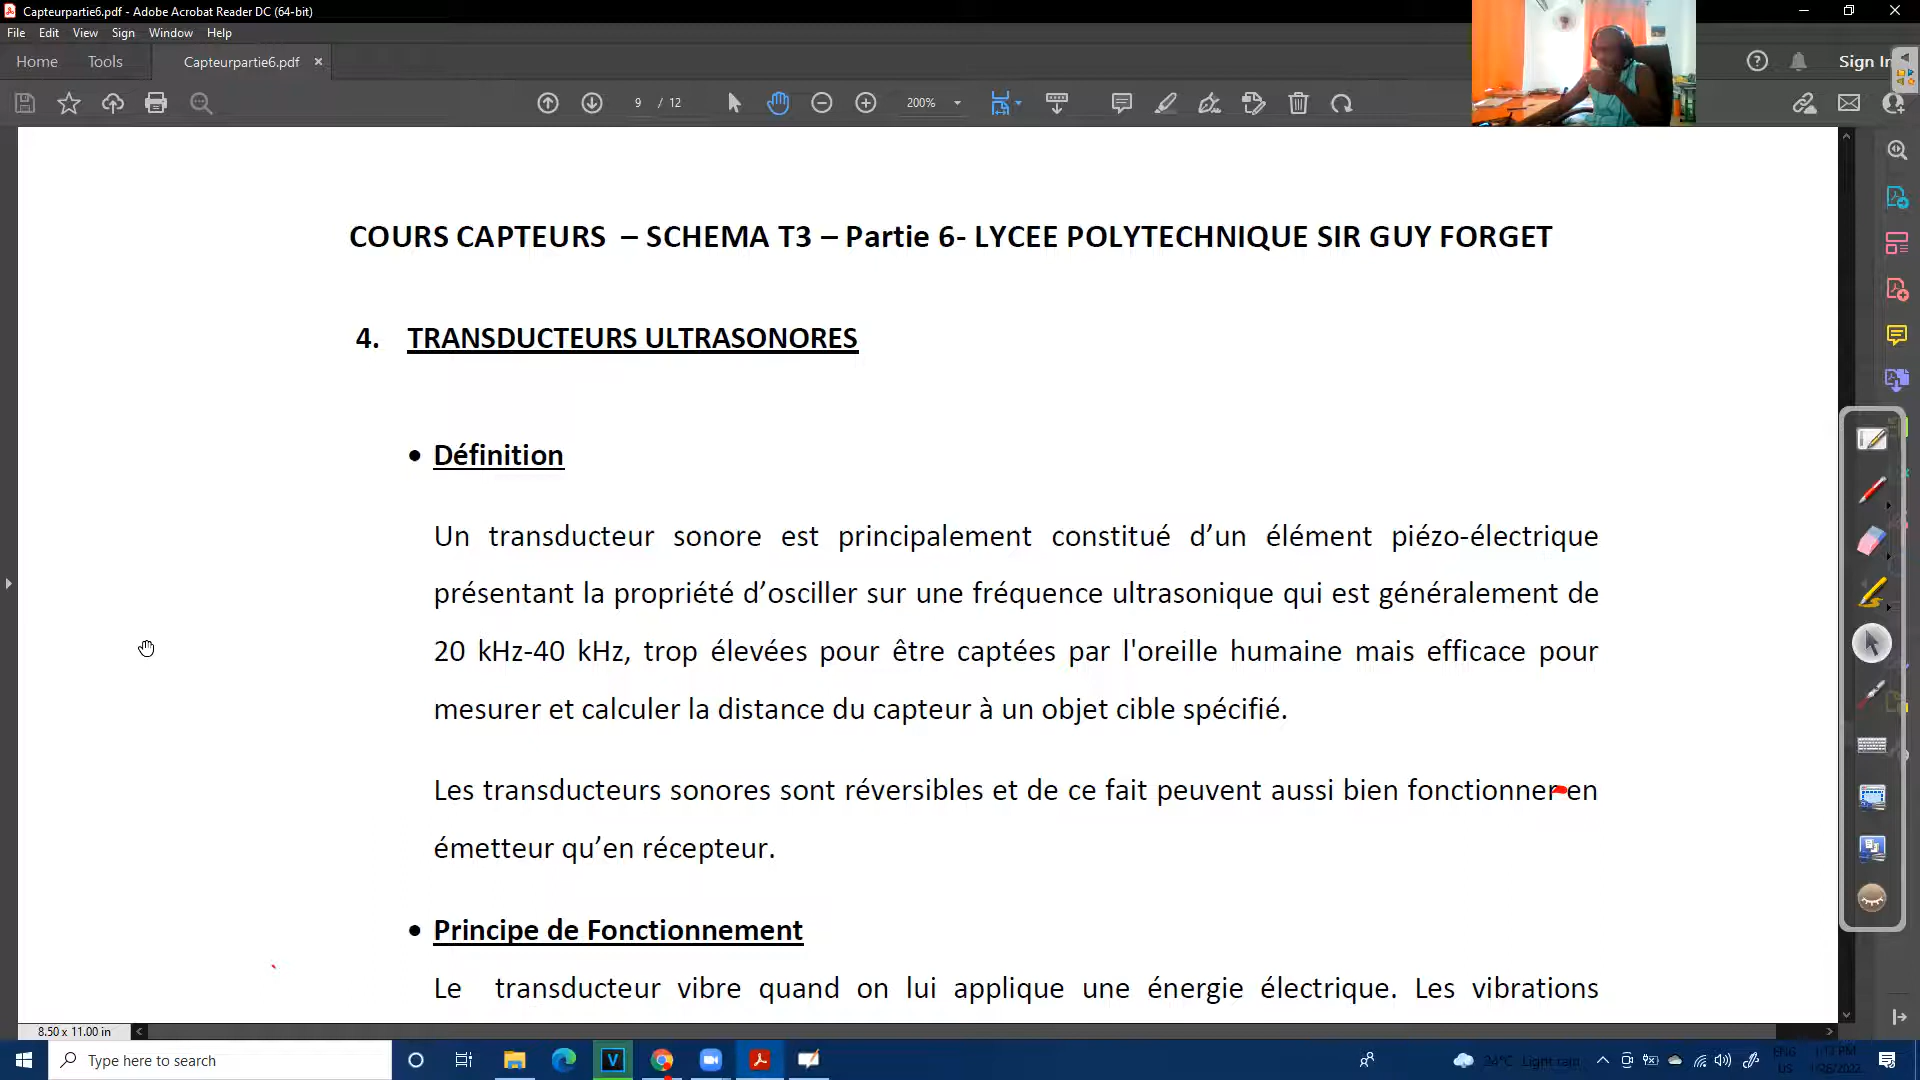 Capteurpartie6.pdf - Adobe Acrobat Reader DC (64-bit)
File Edit View Sign Window Help
Home Tools Capteurpartie6.pdf × Sign In
9 / 12 200%
COURS CAPTEURS – SCHEMA T3 – Partie 6- LYCEE POLYTECHNIQUE SIR GUY FORGET
4. TRANSDUCTEURS ULTRASONORES
• Définition
Un transducteur sonore est principalement constitué d’un élément piézo-électrique
présentant la propriété d’osciller sur une fréquence ultrasonique qui est généralement de
20 kHz-40 kHz, trop élevées pour être captées par l'oreille humaine mais efficace pour
mesurer et calculer la distance du capteur à un objet cible spécifié.
Les transducteurs sonores sont réversibles et de ce fait peuvent aussi bien fonctionner en
émetteur qu’en récepteur.
• Principe de Fonctionnement
Le transducteur vibre quand on lui applique une énergie électrique. Les vibrations
8.50 x 11.00 in
Type here to search
Light rain